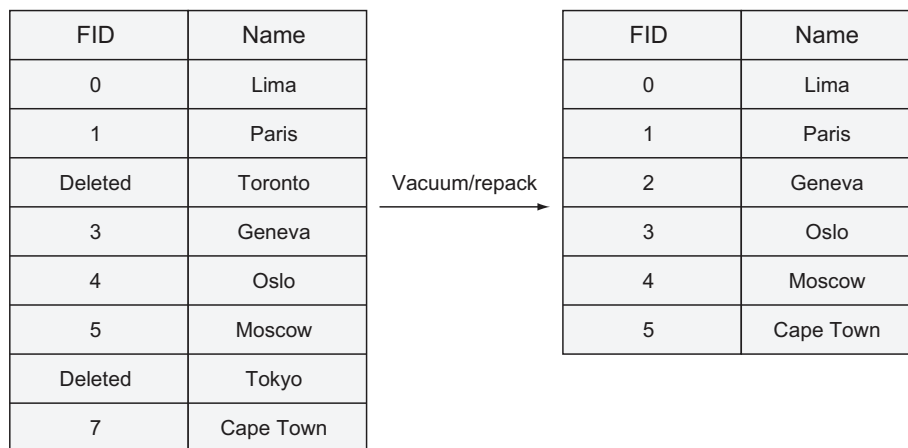 FID Name
0 Lima
1 Paris
Deleted Toronto
3 Geneva
4 Oslo
5 Moscow
Deleted Tokyo
7 Cape Town
Vacuum/repack
FID Name
0 Lima
1 Paris
2 Geneva
3 Oslo
4 Moscow
5 Cape Town